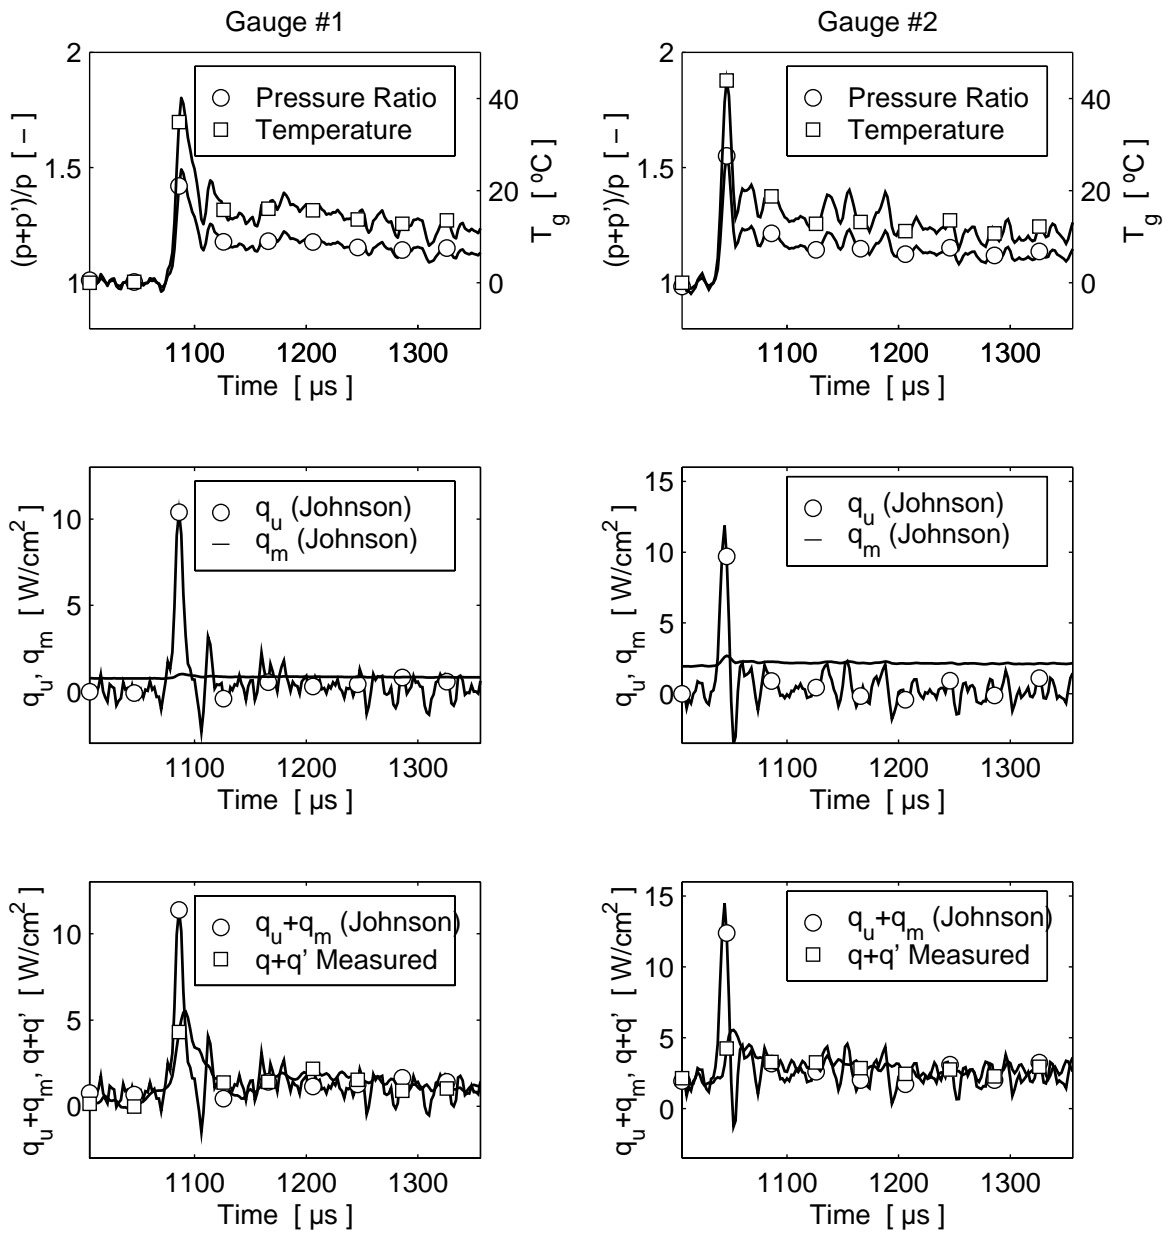 Gauge #1
2
1.5
1
(p+p')/p [ – ]
Pressure Ratio
Temperature
40
20
0
T_g [ ºC ]
1100 1200 1300
Time [ µs ]
Gauge #2
2
1.5
1
(p+p')/p [ – ]
Pressure Ratio
Temperature
40
20
0
T_g [ ºC ]
1100 1200 1300
Time [ µs ]
10
5
0
q_u, q_m [ W/cm^2 ]
q_u (Johnson)
q_m (Johnson)
1100 1200 1300
Time [ µs ]
15
10
5
0
q_u, q_m [ W/cm^2 ]
q_u (Johnson)
q_m (Johnson)
1100 1200 1300
Time [ µs ]
10
5
0
q_u+q_m, q+q' [ W/cm^2 ]
q_u+q_m (Johnson)
q+q' Measured
1100 1200 1300
Time [ µs ]
15
10
5
0
q_u+q_m, q+q' [ W/cm^2 ]
q_u+q_m (Johnson)
q+q' Measured
1100 1200 1300
Time [ µs ]